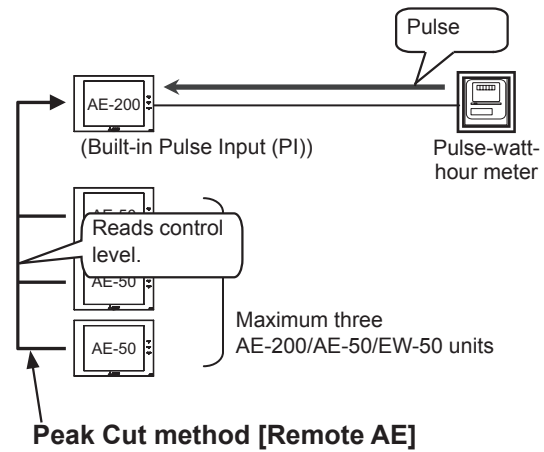 Pulse
AE-200
(Built-in Pulse Input (PI))
Pulse-watt-
hour meter
Reads control
level.
AE-50
AE-50
Maximum three
AE-200/AE-50/EW-50 units
Peak Cut method [Remote AE]